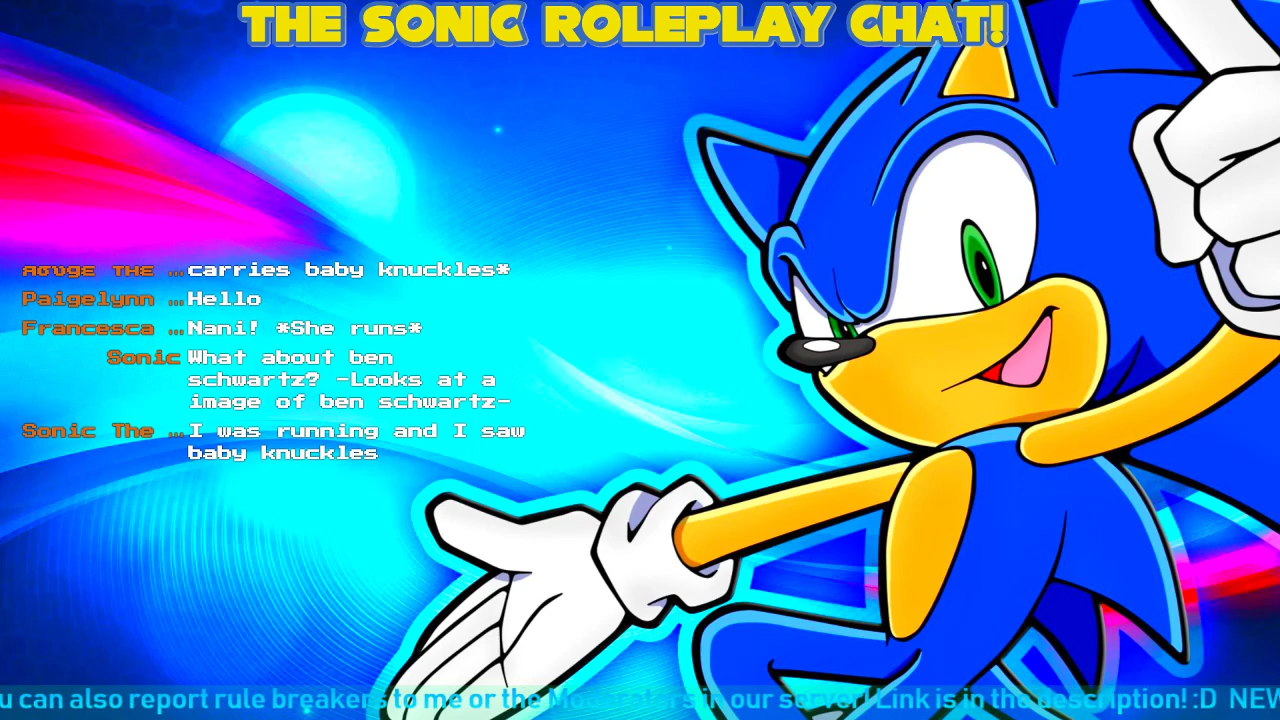 THE SONIC ROLEPLAY CHAT!
carries baby knuckles*
Paigelynn ... Hello
Francesca ... Nani! *She runs*
Sonic What about ben
schwartz? -Looks at a
image of ben schwartz-
Sonic The ... I was running and I saw
baby knuckles
u can also report rule breakers to me or the Moderators in our server! Link is in the description! :D NEW